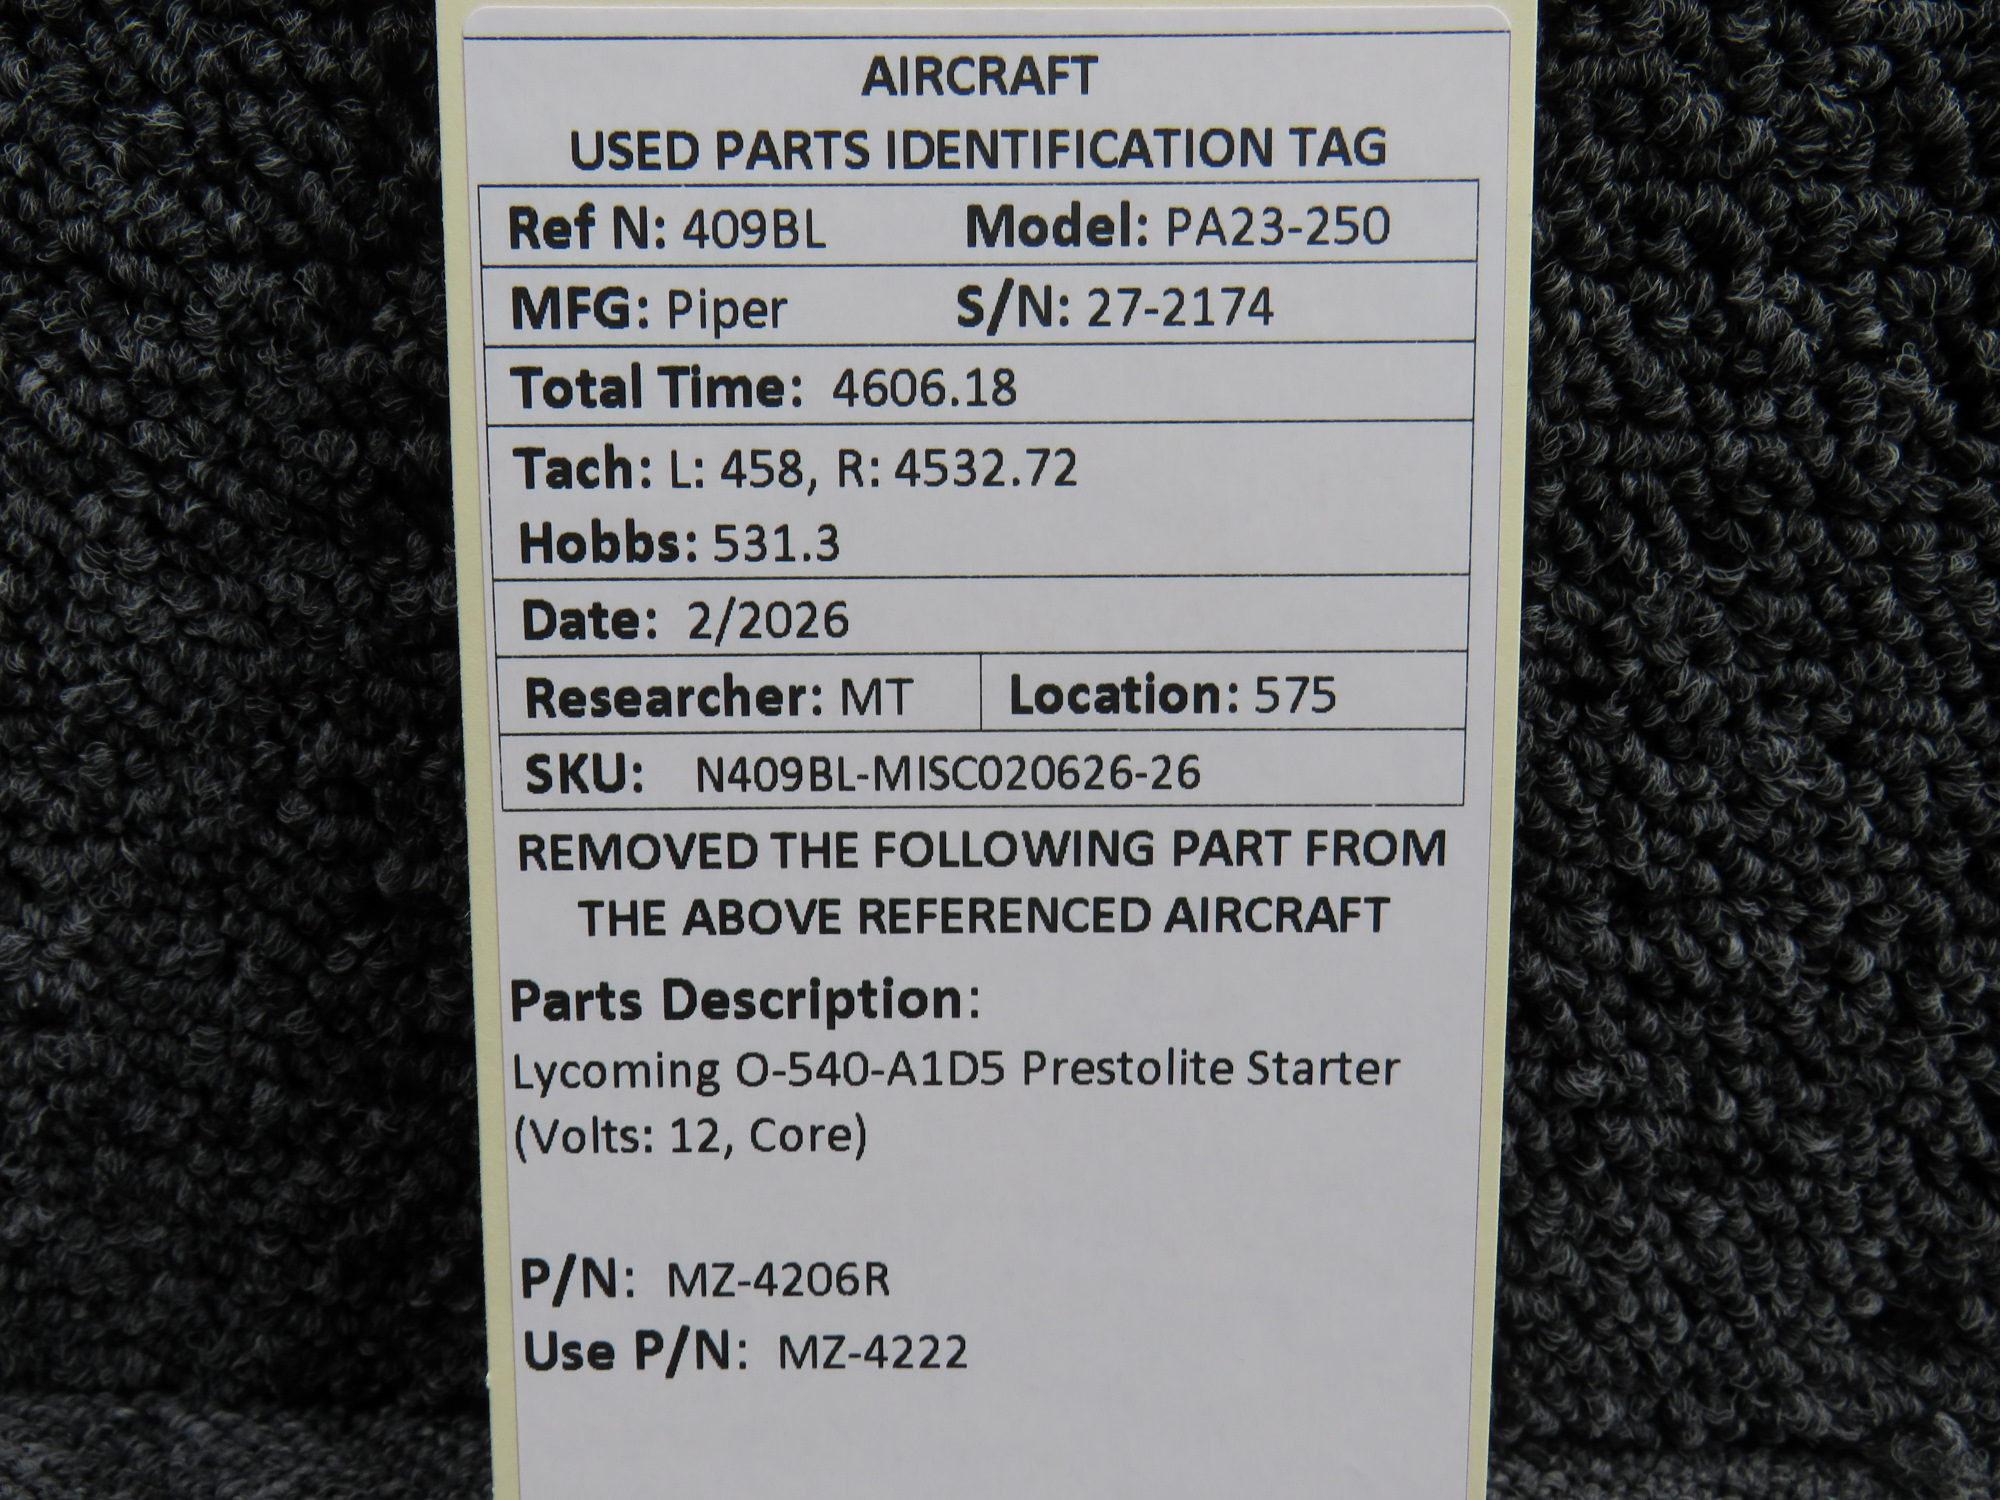 AIRCRAFT
USED PARTS IDENTIFICATION TAG
Ref N: 409BL Model: PA23-250
MFG: Piper S/N: 27-2174
Total Time: 4606.18
Tach: L: 458, R: 4532.72
Hobbs: 531.3
Date: 2/2026
Researcher: MT Location: 575
SKU: N409BL-MISC020626-26
REMOVED THE FOLLOWING PART FROM
THE ABOVE REFERENCED AIRCRAFT
Parts Description:
Lycoming O-540-A1D5 Prestolite Starter
(Volts: 12, Core)
P/N: MZ-4206R
Use P/N: MZ-4222